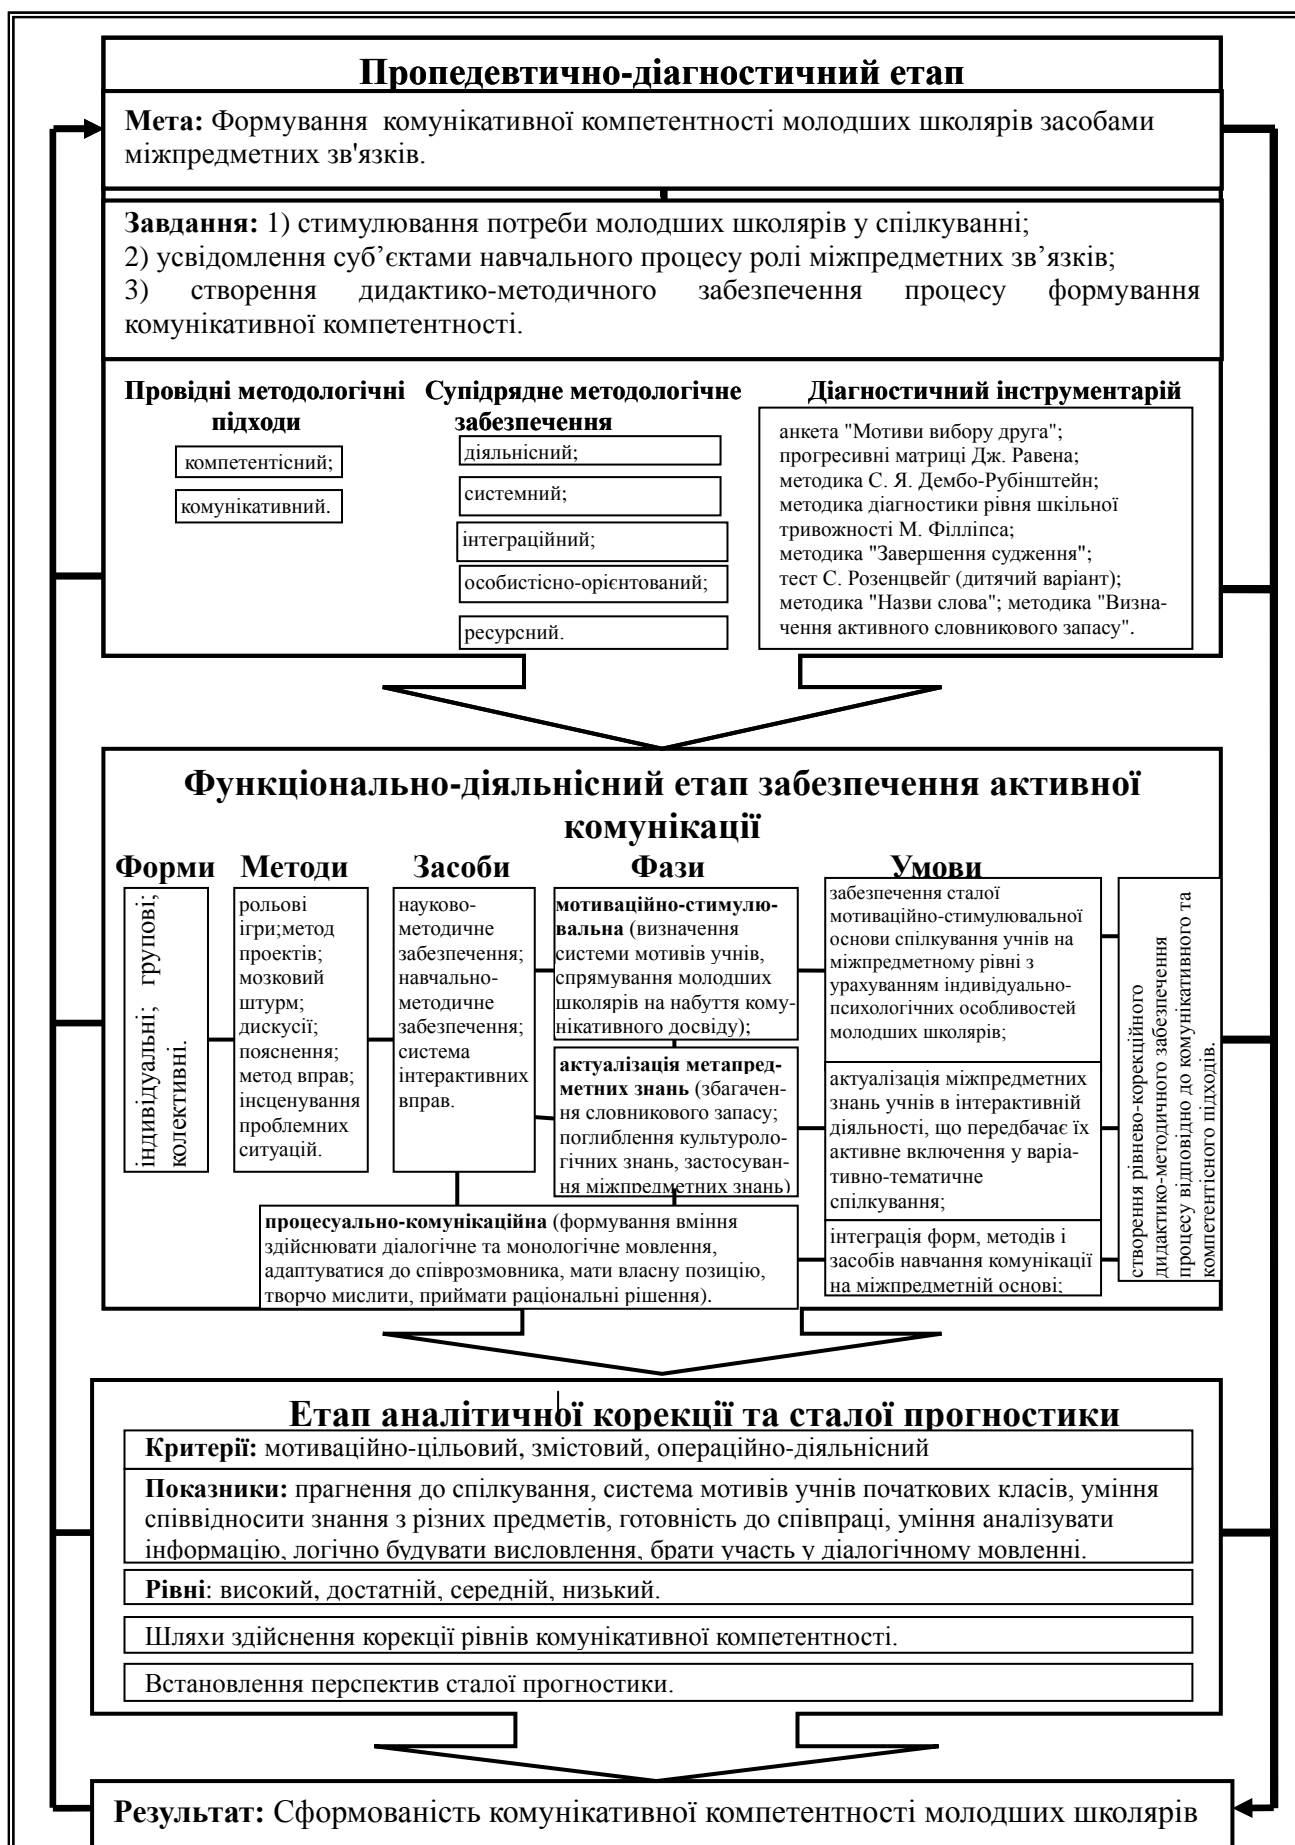 Пропедевтично-діагностичний етап
Мета: Формування комунікативної компетентності молодших школярів засобами
міжпредметних зв'язків.
Завдання: 1) стимулювання потреби молодших школярів у спілкуванні;
2) усвідомлення суб’єктами навчального процесу ролі міжпредметних зв’язків;
3) створення дидактико-методичного забезпечення процесу формування
комунікативної компетентності.
Провідні методологічні
підходи
компетентісний;
комунікативний.
Супідрядне методологічне
забезпечення
діяльнісний;
системний;
інтеграційний;
особистісно-орієнтований;
ресурсний.
Діагностичний інструментарій
анкета "Мотиви вибору друга";
прогресивні матриці Дж. Равена;
методика С. Я. Дембо-Рубінштейн;
методика діагностики рівня шкільної
тривожності М. Філліпса;
методика "Завершення судження";
тест С. Розенцвейг (дитячий варіант);
методика "Назви слова"; методика "Визна-
чення активного словникового запасу".
Функціонально-діяльнісний етап забезпечення активної
комунікації
Форми
індивідуальні; групові;
колективні.
Методи
рольові
ігри;метод
проектів;
мозковий
штурм;
дискусії;
пояснення;
метод вправ;
інсценування
проблемних
ситуацій.
Засоби
науково-
методичне
забезпечення;
навчально-
методичне
забезпечення;
система
інтерактивних
вправ.
Фази
мотиваційно-стимулю-
вальна (визначення
системи мотивів учнів,
спрямування молодших
школярів на набуття кому-
нікативного досвіду);
актуалізація метапред-
метних знань (збагачен-
ня словникового запасу;
поглиблення культуроло-
гічних знань, застосуван-
ня міжпредметних знань)
процесуально-комунікаційна (формування вміння
здійснювати діалогічне та монологічне мовлення,
адаптуватися до співрозмовника, мати власну позицію,
творчо мислити, приймати раціональні рішення).
Умови
забезпечення сталої
мотиваційно-стимулювальної
основи спілкування учнів на
міжпредметному рівні з
урахуванням індивідуально-
психологічних особливостей
молодших школярів;
актуалізація міжпредметних
знань учнів в інтерактивній
діяльності, що передбачає їх
активне включення у варіа-
тивно-тематичне
спілкування;
інтеграція форм, методів і
засобів навчання комунікації
на міжпредметній основі;
створення рівнево-корекційного
дидактико-методичного забезпечення
процесу відповідно до комунікативного та
компетентісного підходів.
Етап аналітичної корекції та сталої прогностики
Критерії: мотиваційно-цільовий, змістовий, операційно-діяльнісний
Показники: прагнення до спілкування, система мотивів учнів початкових класів, уміння
співвідносити знання з різних предметів, готовність до співпраці, уміння аналізувати
інформацію, логічно будувати висловлення, брати участь у діалогічному мовленні.
Рівні: високий, достатній, середній, низький.
Шляхи здійснення корекції рівнів комунікативної компетентності.
Встановлення перспектив сталої прогностики.
Результат: Сформованість комунікативної компетентності молодших школярів